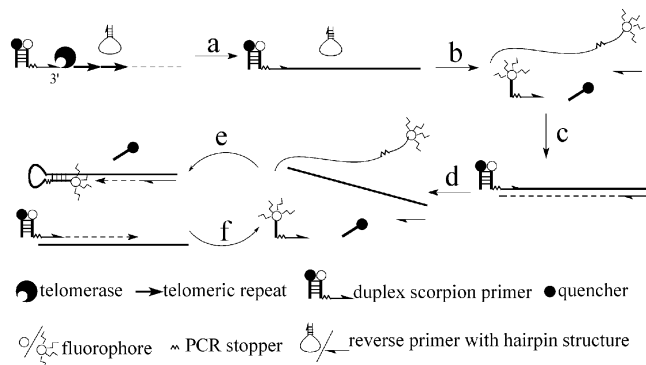 a
b
3'
c
e
d
f
telomerase
telomeric repeat
duplex scorpion primer
quencher
fluorophore
PCR stopper
reverse primer with hairpin structure